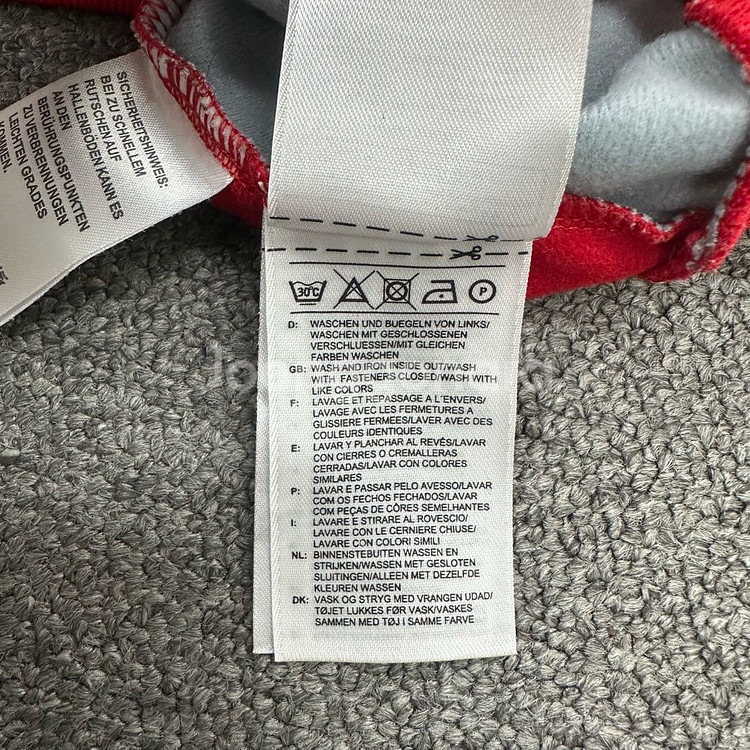 SICHERHEITSHINWEIS:
BEI ZU SCHNELLEM
RUTSCHEN AUF
HALLENBÖDEN KANN ES
AN DEN
BERÜHRUNGSPUNKTEN
ZU VERBRENNUNGEN
LEICHTEN GRADES
KOMMEN.
30°C
P
D: WASCHEN UND BUEGELN VON LINKS/
WASCHEN MIT GESCHLOSSENEN
VERSCHLUESSEN/MIT GLEICHEN
FARBEN WASCHEN
GB: WASH AND IRON INSIDE OUT/WASH
WITH FASTENERS CLOSED/WASH WITH
LIKE COLORS
F: LAVAGE ET REPASSAGE A L'ENVERS/
LAVAGE AVEC LES FERMETURES A
GLISSIERE FERMEES/LAVER AVEC DES
COULEURS IDENTIQUES
E: LAVAR Y PLANCHAR AL REVÉS/LAVAR
CON CIERRES O CREMALLERAS
CERRADAS/LAVAR CON COLORES
SIMILARES
P: LAVAR E PASSAR PELO AVESSO/LAVAR
COM OS FECHOS FECHADOS/LAVAR
COM PEÇAS DE CÔRES SEMELHANTES
I: LAVARE E STIRARE AL ROVESCIO/
LAVARE CON LE CERNIERE CHIUSE/
LAVARE CON COLORI SIMILI
NL: BINNENSTEBUITEN WASSEN EN
STRIJKEN/WASSEN MET GESLOTEN
SLUITINGEN/ALLEEN MET DEZELFDE
KLEUREN WASSEN
DK: VASK OG STRYG MED VRANGEN UDAD/
TØJET LUKKES FØR VASK/VASKES
SAMMEN MED TØJ I SAMME FARVE